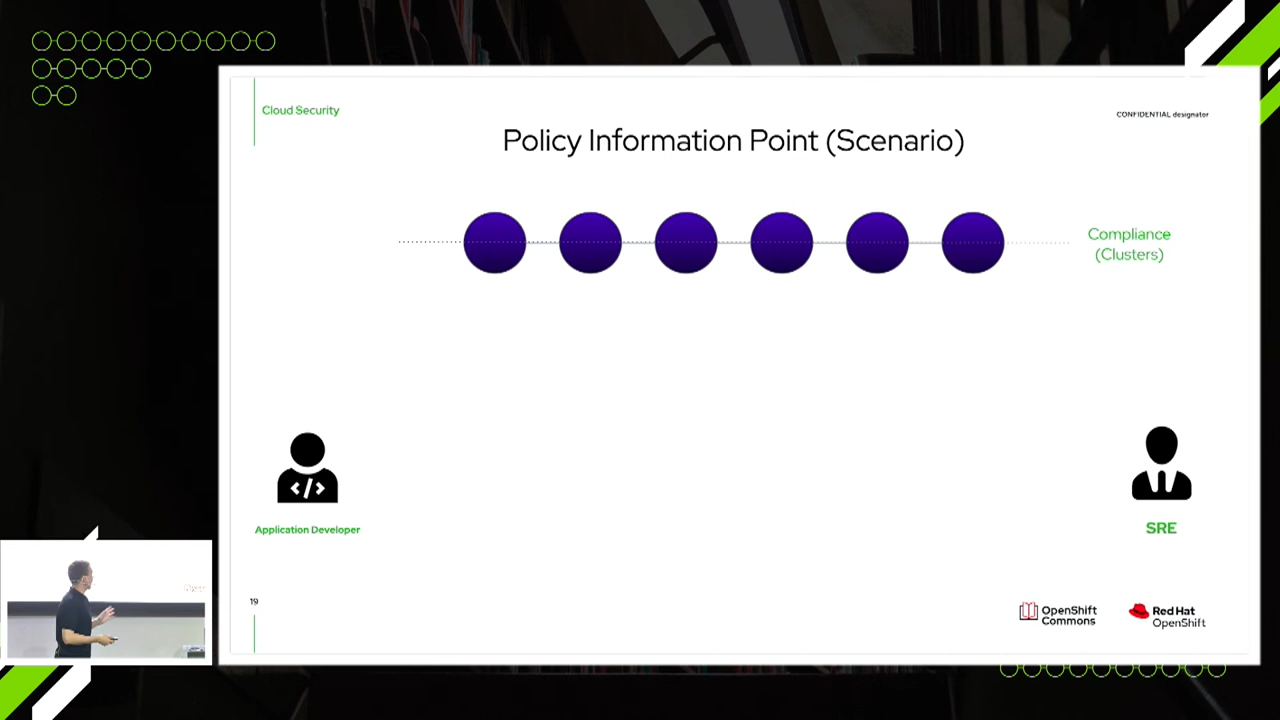 Cloud Security
CONFIDENTIAL designator
Policy Information Point (Scenario)
Compliance
(Clusters)
</>
Application Developer
SRE
19
OpenShift
Commons
Red Hat
OpenShift